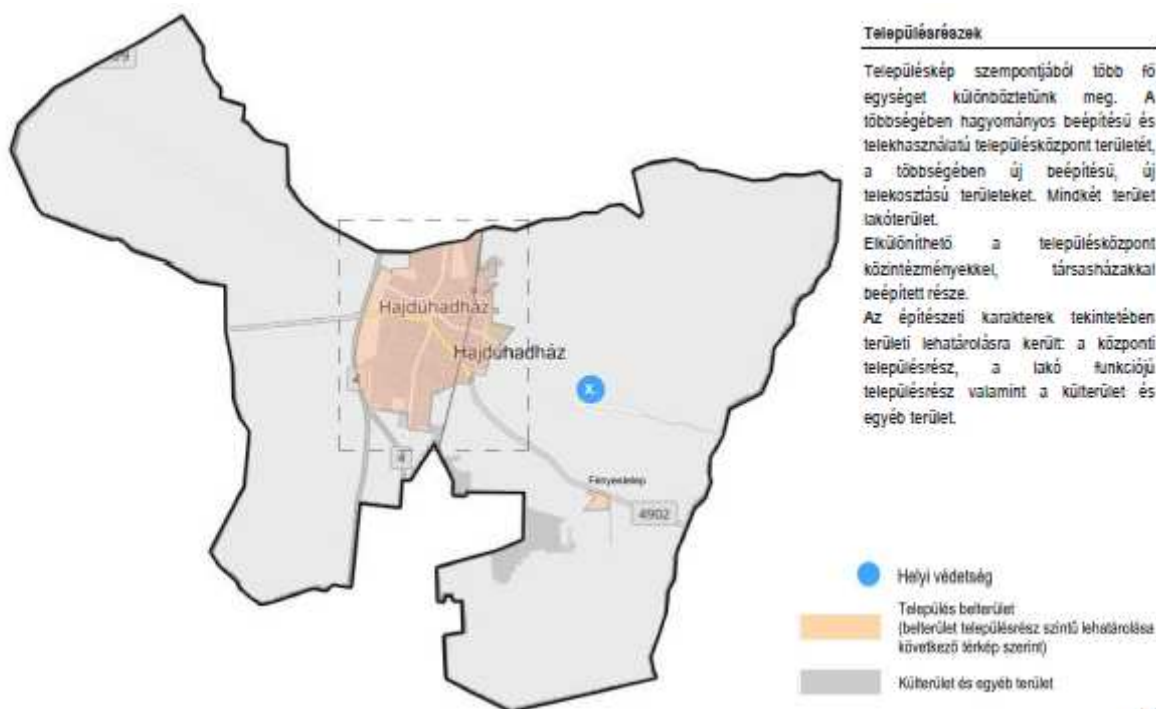 Településrészek
Településkép szempontjából több fő
egységet különböztetünk meg. A
többségében hagyományos beépítésű és
telekhasználatú településközpont területét,
a többségében új beépítésű, új
telekosztású területeket. Mindkét terület
lakóterület.
Elkülöníthető a településközpont
közintézményekkel, társasházakkal
beépített része.
Az építészeti karakterek tekintetében
területi lehatárolásra került: a központi
településrész, a lakó funkciójú
településrész valamint a külterület és
egyéb terület.
Hajdúhadház
Hajdúhadház
X.
4
4
Fényestelep
4902
Helyi védettség
Település belterület
(belterület településrész szintű lehatárolása
következő térkép szerint)
Külterület és egyéb terület